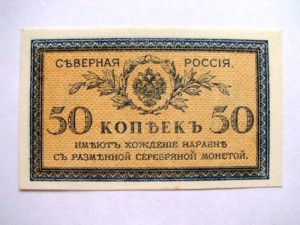 СѢВЕРНАЯ РОССІЯ.
50 КОПѢЕКЪ 50
ИМѢЮТЪ ХОЖДЕНІЕ НАРАВНѢ
СЪ РАЗМѢННОЙ СЕРЕБРЯНОЙ МОНЕТОЙ.